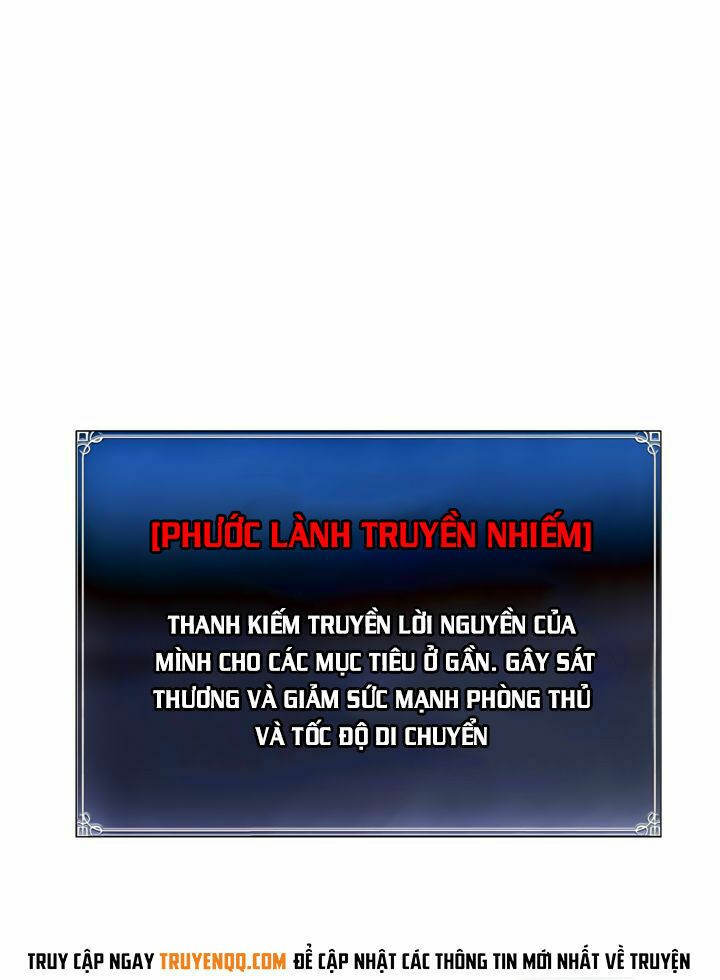 [PHƯỚC LÀNH TRUYỀN NHIẾM]
THANH KIẾM TRUYỀN LỜI NGUYỀN CỦA
MÌNH CHO CÁC MỤC TIÊU Ở GẦN. GÂY SÁT
THƯƠNG VÀ GIẢM SỨC MẠNH PHÒNG THỦ
VÀ TỐC ĐỘ DI CHUYỂN
TRUY CẬP NGAY TRUYENQQ.COM ĐỂ CẬP NHẬT CÁC THÔNG TIN MỚI NHẤT VỀ TRUYỆN